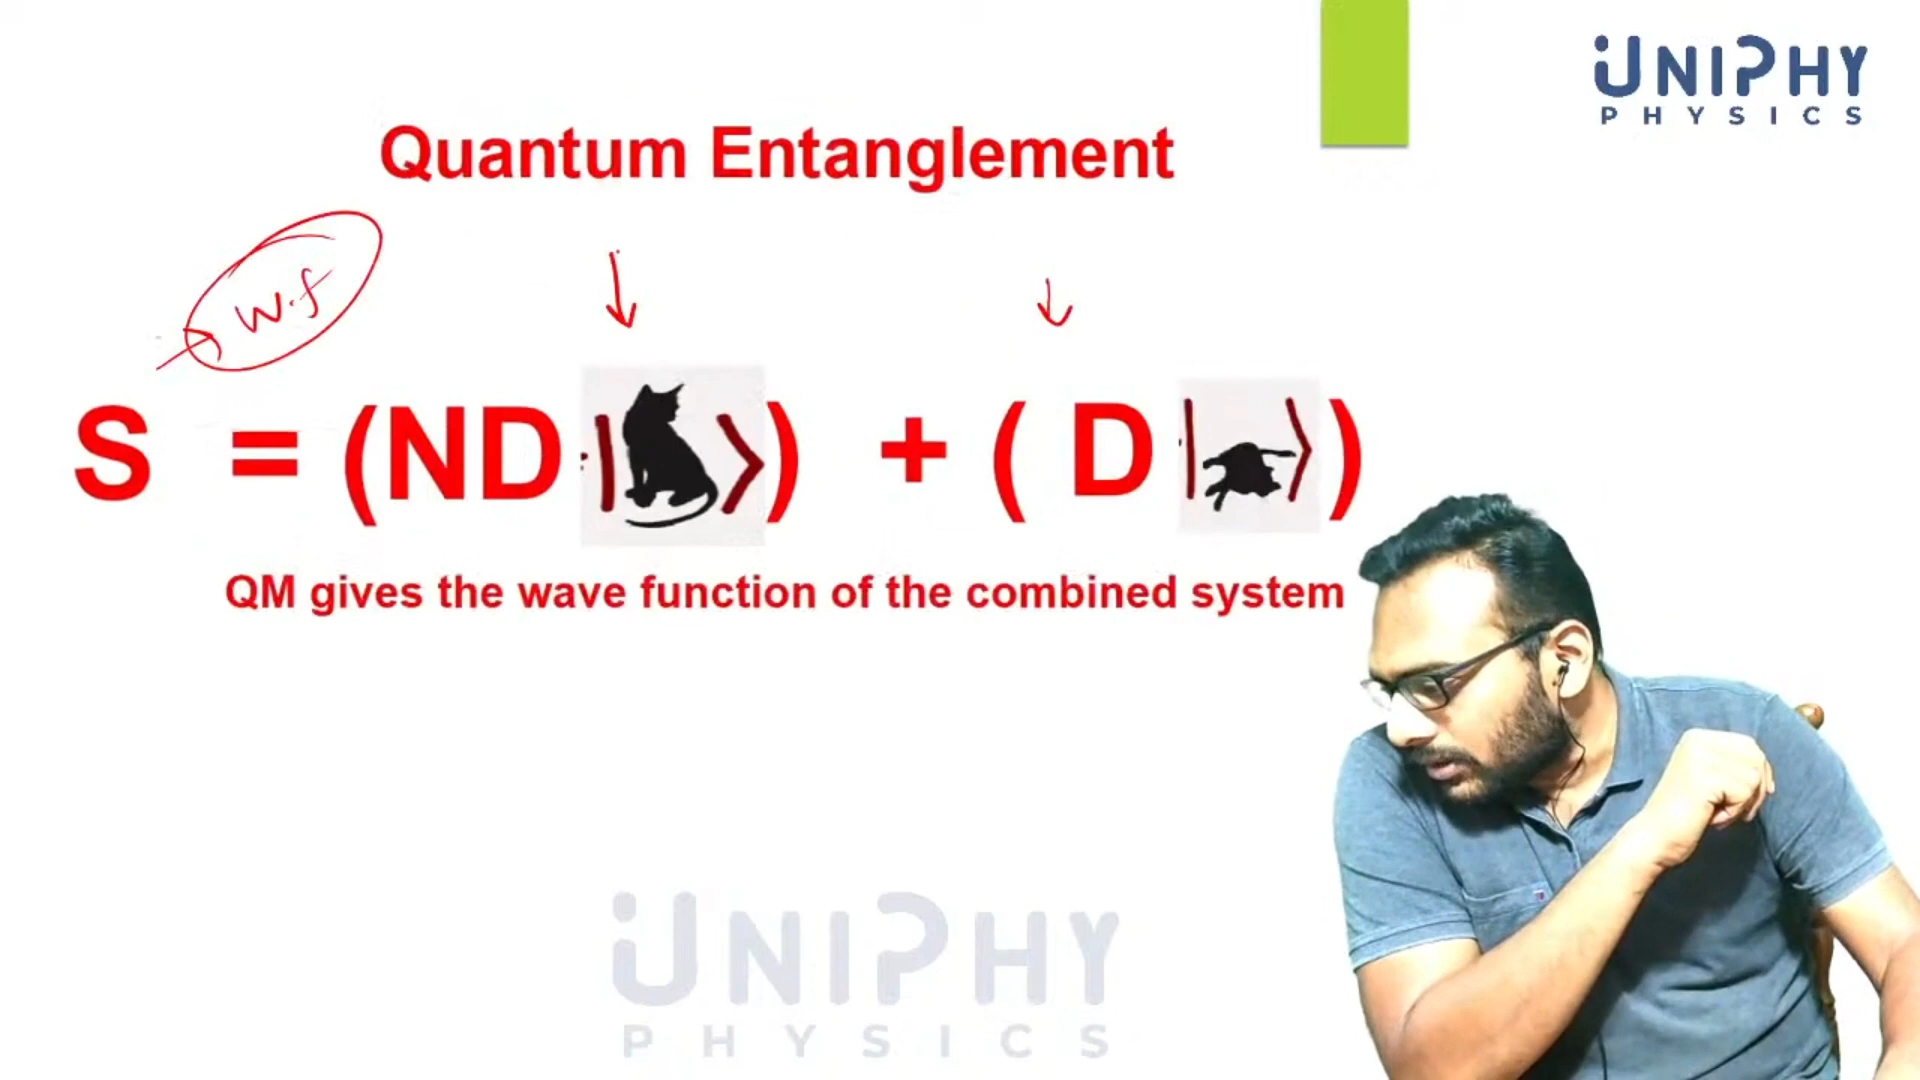 UNIPHY
PHYSICS
Quantum Entanglement
W.f
S = (ND |⟩) + ( D |⟩)
QM gives the wave function of the combined system
UNIPHY
PHYSICS